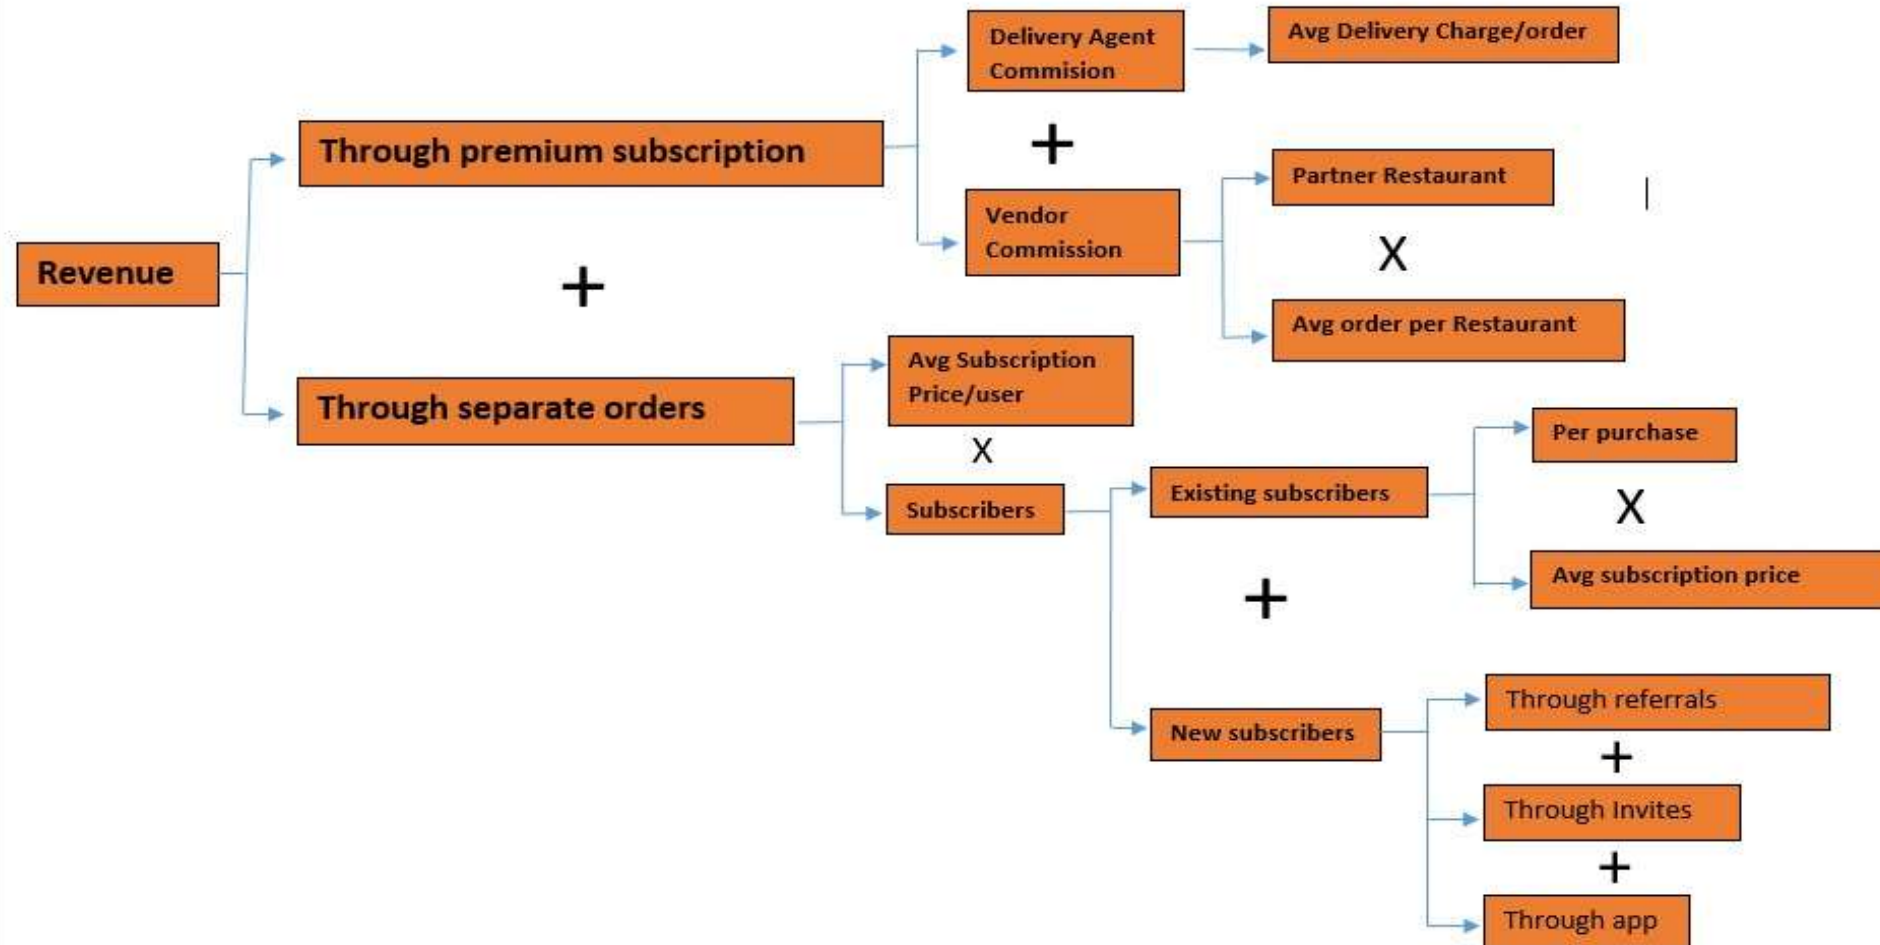 Delivery Agent
Commision
Avg Delivery Charge/order
Through premium subscription
+
Partner Restaurant
|
Vendor
Commission
X
Revenue
+
Avg order per Restaurant
Avg Subscription
Price/user
Through separate orders
X
Per purchase
Existing subscribers
Subscribers
X
Avg subscription price
+
Through referrals
New subscribers
+
Through Invites
+
Through app